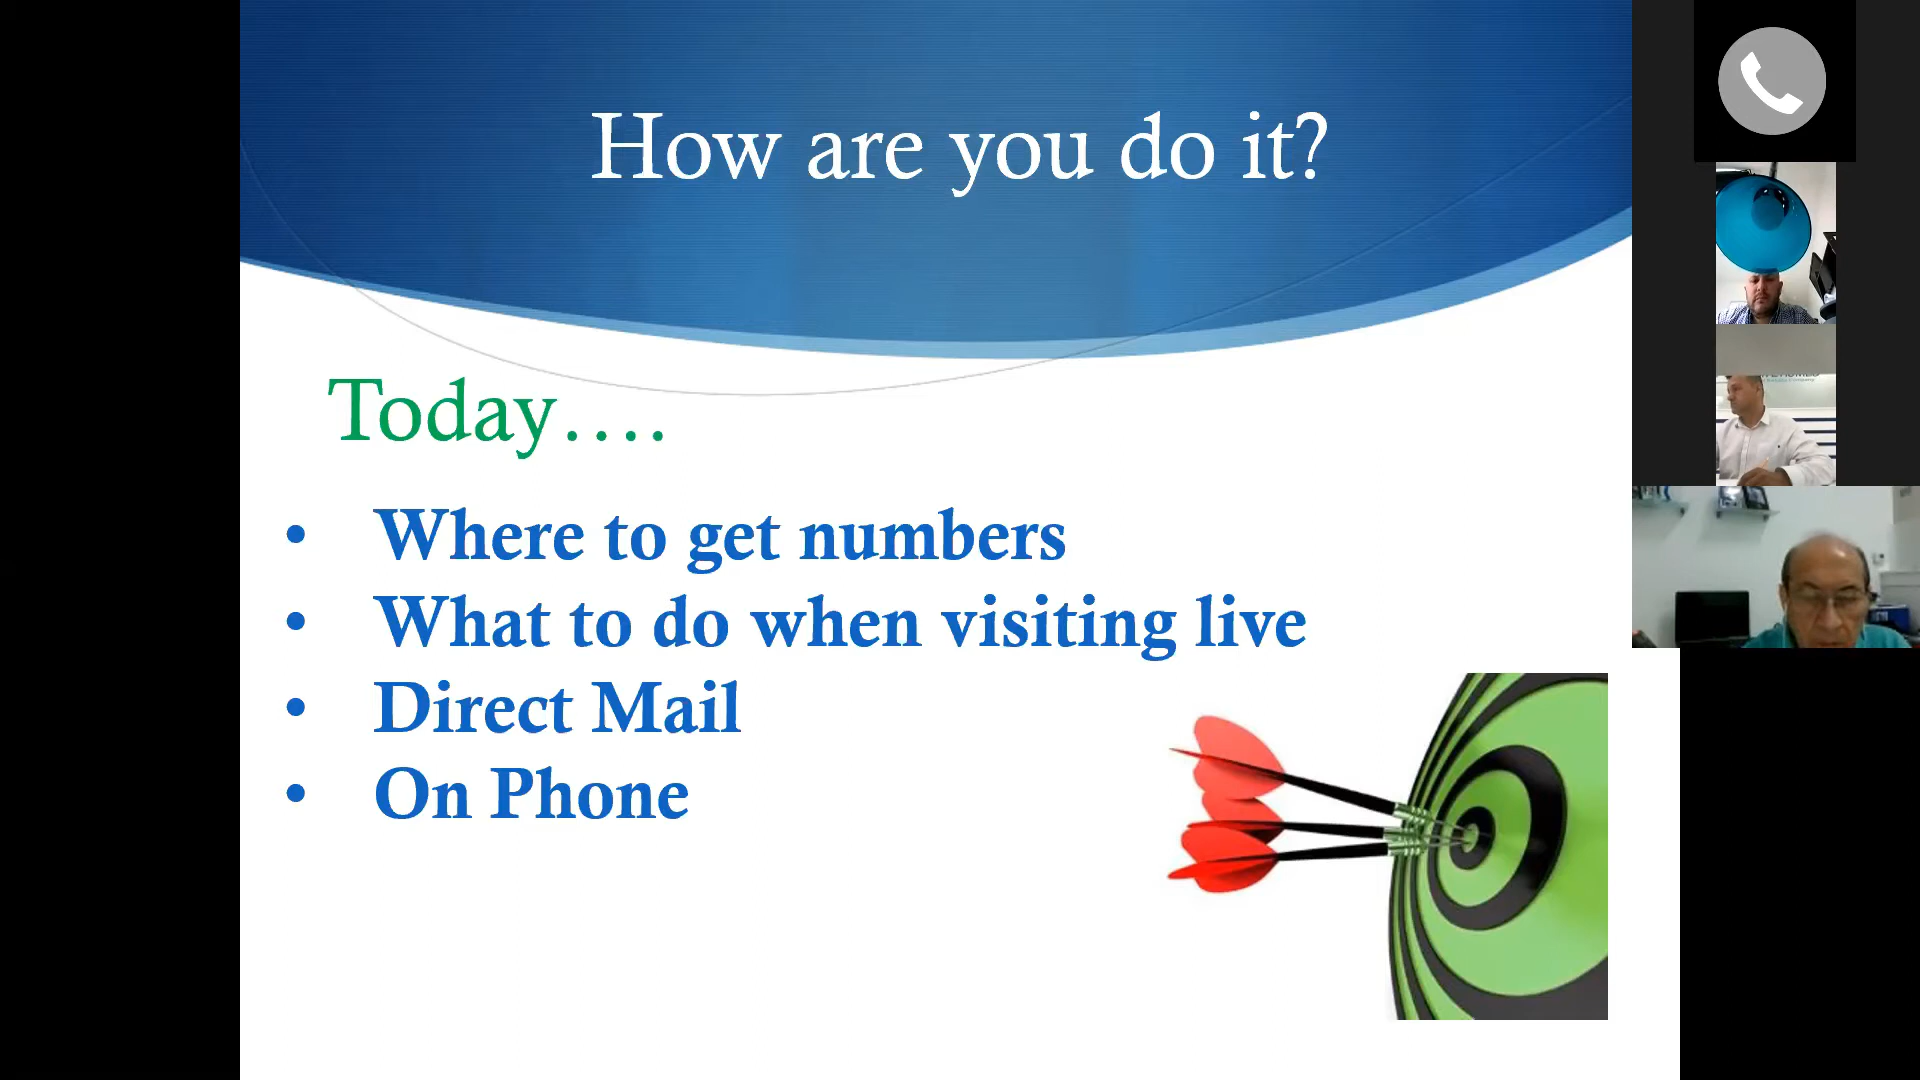 How are you do it?
Today....
• Where to get numbers
• What to do when visiting live
• Direct Mail
• On Phone